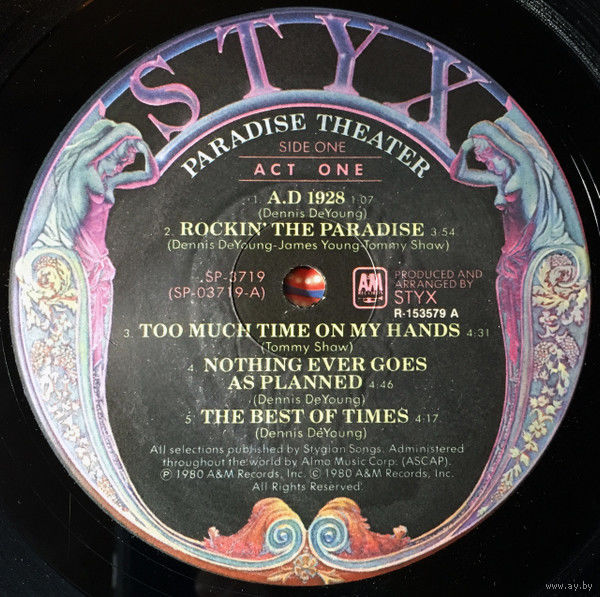 STYX
PARADISE THEATER
SIDE ONE
ACT ONE
1. A.D 1928 1:07
(Dennis DeYoung)
2. ROCKIN' THE PARADISE 3:54
(Dennis DeYoung-James Young-Tommy Shaw)
SP-3719
(SP-03719-A)
A&M
RECORDS
PRODUCED AND
ARRANGED BY
STYX
R-153579 A
3. TOO MUCH TIME ON MY HANDS 4:31
(Tommy Shaw)
4. NOTHING EVER GOES
AS PLANNED 4:46
(Dennis DeYoung)
5. THE BEST OF TIMES 4:17
(Dennis DeYoung)
All selections published by Stygian Songs. Administered
throughout the world by Almo Music Corp. (ASCAP).
℗ 1980 A&M Records, Inc. © 1980 A&M Records, Inc.
All Rights Reserved.
www.ay.by